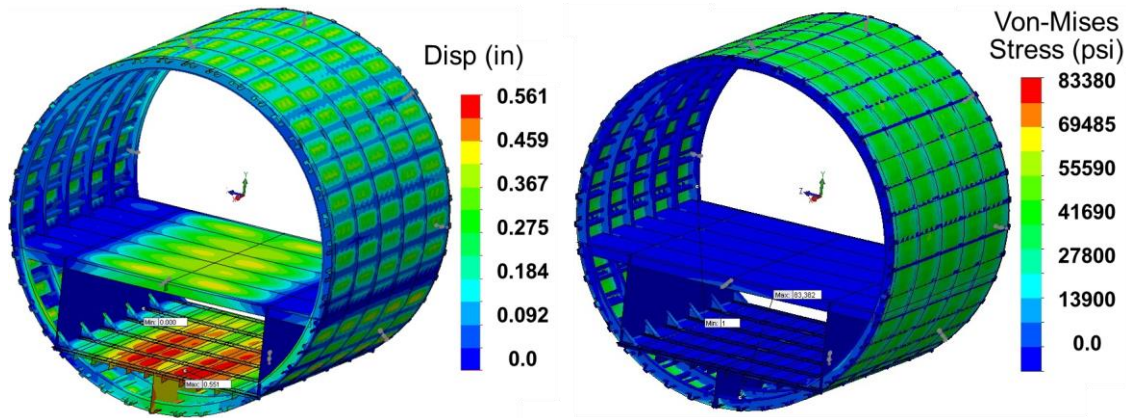 Disp (in)
0.561
0.459
0.367
0.275
0.184
0.092
0.0
Min: 0.000
Max: 0.551
Von-Mises
Stress (psi)
83380
69485
55590
41690
27800
13900
0.0
Max: 83,382
Min: 1
Y
Z
Y